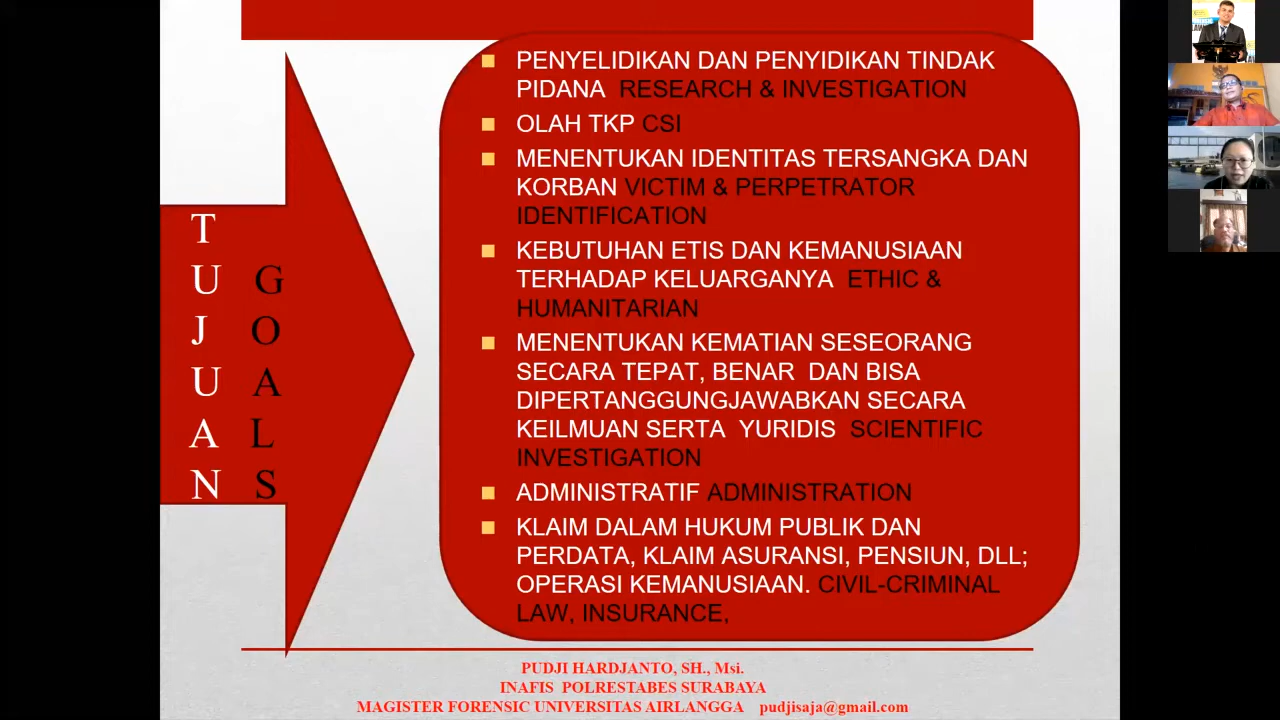 TUJUAN
GOALS
PENYELIDIKAN DAN PENYIDIKAN TINDAK
PIDANA RESEARCH & INVESTIGATION
OLAH TKP CSI
MENENTUKAN IDENTITAS TERSANGKA DAN
KORBAN VICTIM & PERPETRATOR
IDENTIFICATION
KEBUTUHAN ETIS DAN KEMANUSIAAN
TERHADAP KELUARGANYA ETHIC &
HUMANITARIAN
MENENTUKAN KEMATIAN SESEORANG
SECARA TEPAT, BENAR DAN BISA
DIPERTANGGUNGJAWABKAN SECARA
KEILMUAN SERTA YURIDIS SCIENTIFIC
INVESTIGATION
ADMINISTRATIF ADMINISTRATION
KLAIM DALAM HUKUM PUBLIK DAN
PERDATA, KLAIM ASURANSI, PENSIUN, DLL;
OPERASI KEMANUSIAAN. CIVIL-CRIMINAL
LAW, INSURANCE,
PUDJI HARDJANTO, SH., Msi.
INAFIS POLRESTABES SURABAYA
MAGISTER FORENSIC UNIVERSITAS AIRLANGGA pudjisaja@gmail.com